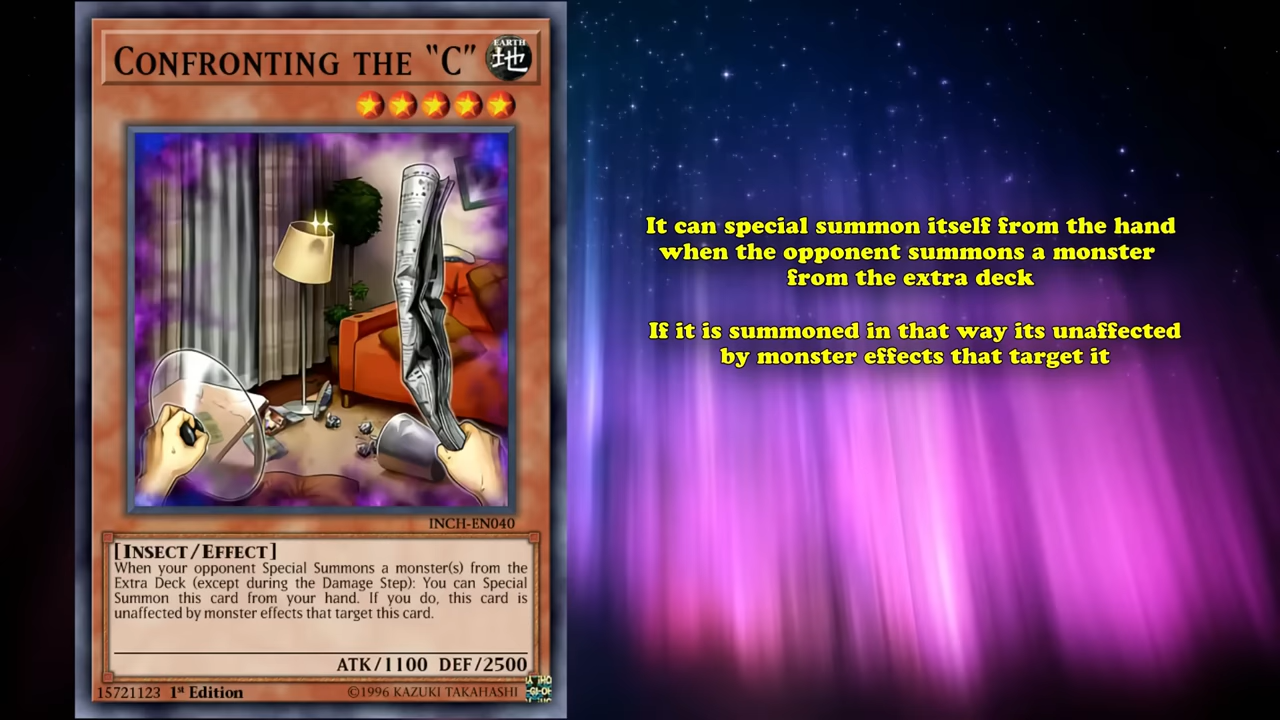 CONFRONTING THE "C"
EARTH
地
INCH-EN040
[INSECT/EFFECT]
When your opponent Special Summons a monster(s) from the
Extra Deck (except during the Damage Step): You can Special
Summon this card from your hand. If you do, this card is
unaffected by monster effects that target this card.
ATK/1100 DEF/2500
15721123 1st Edition ©1996 KAZUKI TAKAHASHI
It can special summon itself from the hand
when the opponent summons a monster
from the extra deck
If it is summoned in that way its unaffected
by monster effects that target it